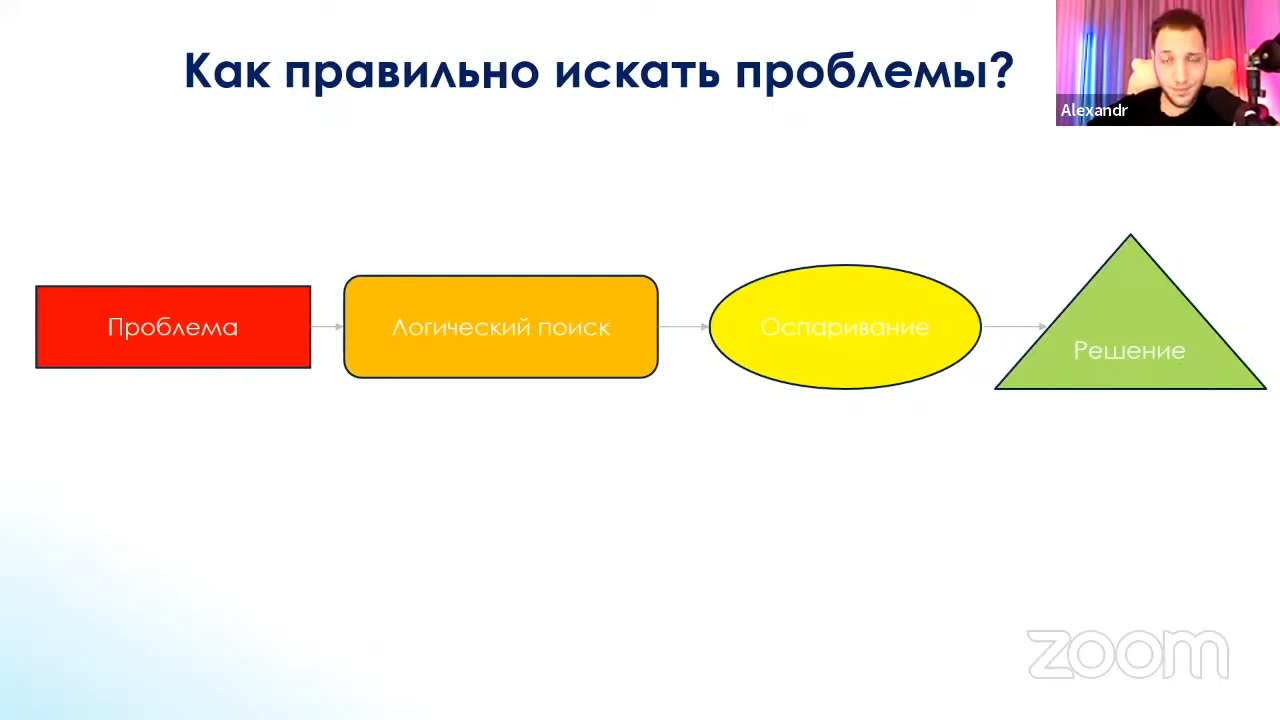 Как правильно искать проблемы?
Alexandr
Проблема
Логический поиск
Оспаривание
Решение
zoom